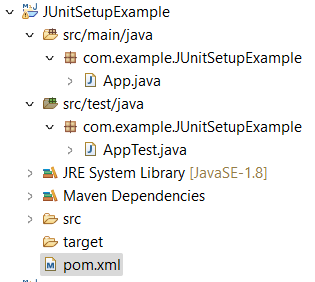 JUnitSetupExample
src/main/java
com.example.JUnitSetupExample
App.java
src/test/java
com.example.JUnitSetupExample
AppTest.java
JRE System Library [JavaSE-1.8]
Maven Dependencies
src
target
pom.xml